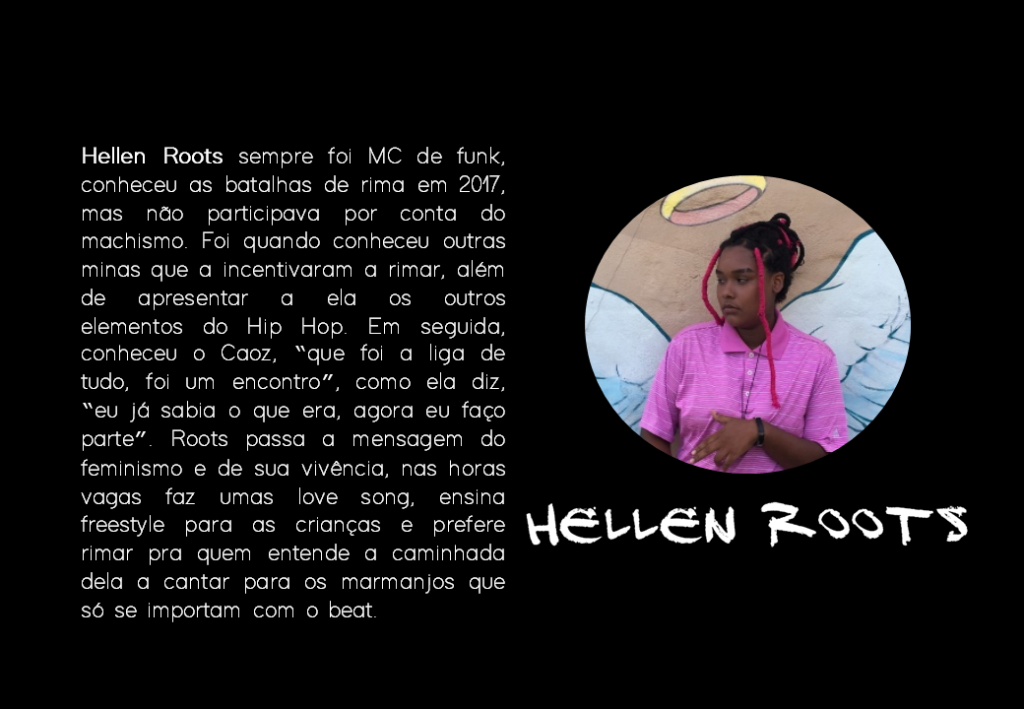 Hellen Roots sempre foi MC de funk,
conheceu as batalhas de rima em 2017,
mas não participava por conta do
machismo. Foi quando conheceu outras
minas que a incentivaram a rimar, além
de apresentar a ela os outros
elementos do Hip Hop. Em seguida,
conheceu o Caoz, “que foi a liga de
tudo, foi um encontro”, como ela diz,
“eu já sabia o que era, agora eu faço
parte”. Roots passa a mensagem do
feminismo e de sua vivência, nas horas
vagas faz umas love song, ensina
freestyle para as crianças e prefere
rimar pra quem entende a caminhada
dela a cantar para os marmanjos que
só se importam com o beat.
HELLEN ROOTS